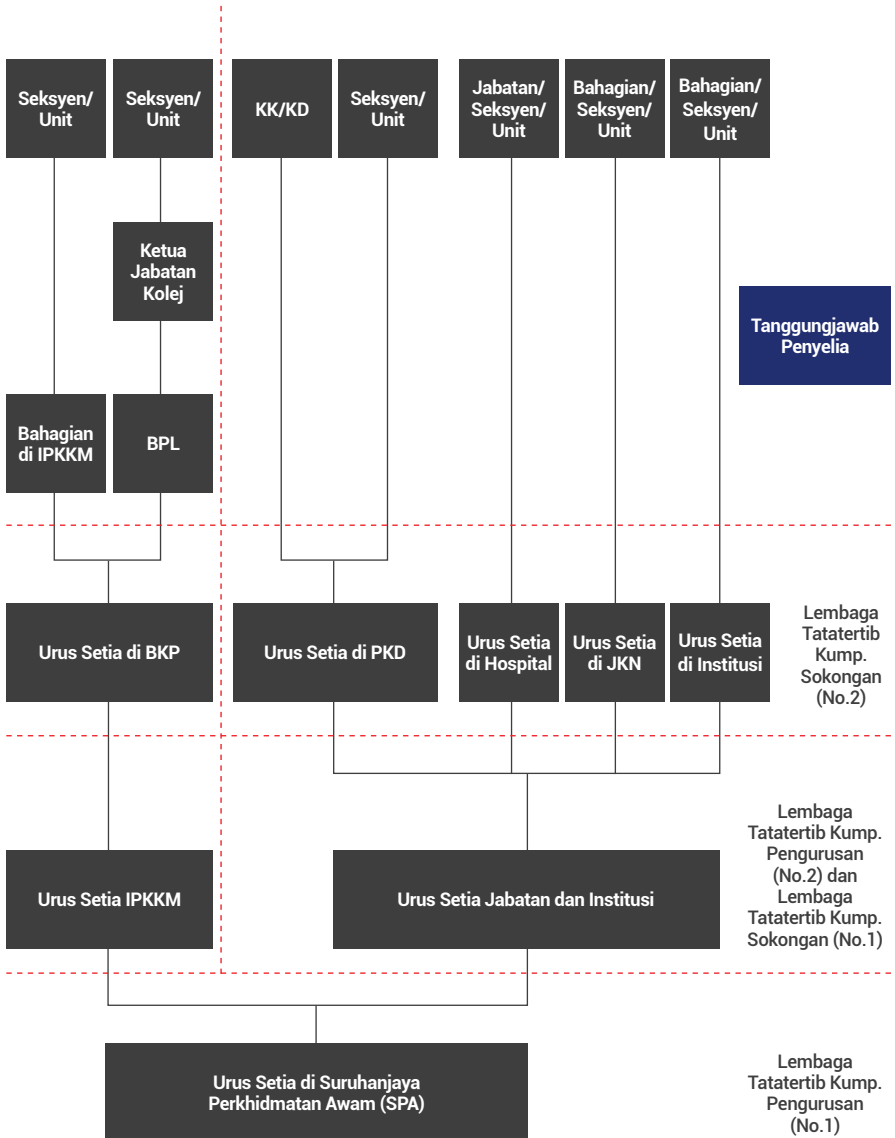 Seksyen/
Unit
Seksyen/
Unit
KK/KD
Seksyen/
Unit
Jabatan/
Seksyen/
Unit
Bahagian/
Seksyen/
Unit
Bahagian/
Seksyen/
Unit
Ketua
Jabatan
Kolej
Tanggungjawab
Penyelia
Bahagian
di IPKKM
BPL
Urus Setia di BKP
Urus Setia di PKD
Urus Setia
di Hospital
Urus Setia
di JKN
Urus Setia
di Institusi
Lembaga
Tatatertib
Kump.
Sokongan
(No.2)
Urus Setia IPKKM
Urus Setia Jabatan dan Institusi
Lembaga
Tatatertib Kump.
Pengurusan
(No.2) dan
Lembaga
Tatatertib Kump.
Sokongan (No.1)
Urus Setia di Suruhanjaya
Perkhidmatan Awam (SPA)
Lembaga
Tatatertib Kump.
Pengurusan
(No.1)